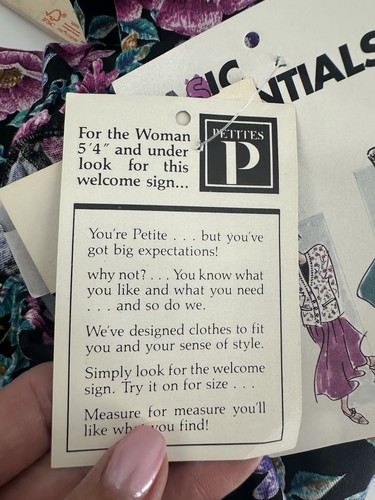 NTIALS
For the Woman
5'4" and under
look for this
welcome sign...
PETITES
P
You're Petite . . . but you've
got big expectations!
why not? . . . You know what
you like and what you need
. . . and so do we.
We've designed clothes to fit
you and your sense of style.
Simply look for the welcome
sign. Try it on for size . . .
Measure for measure you'll
like what you find!